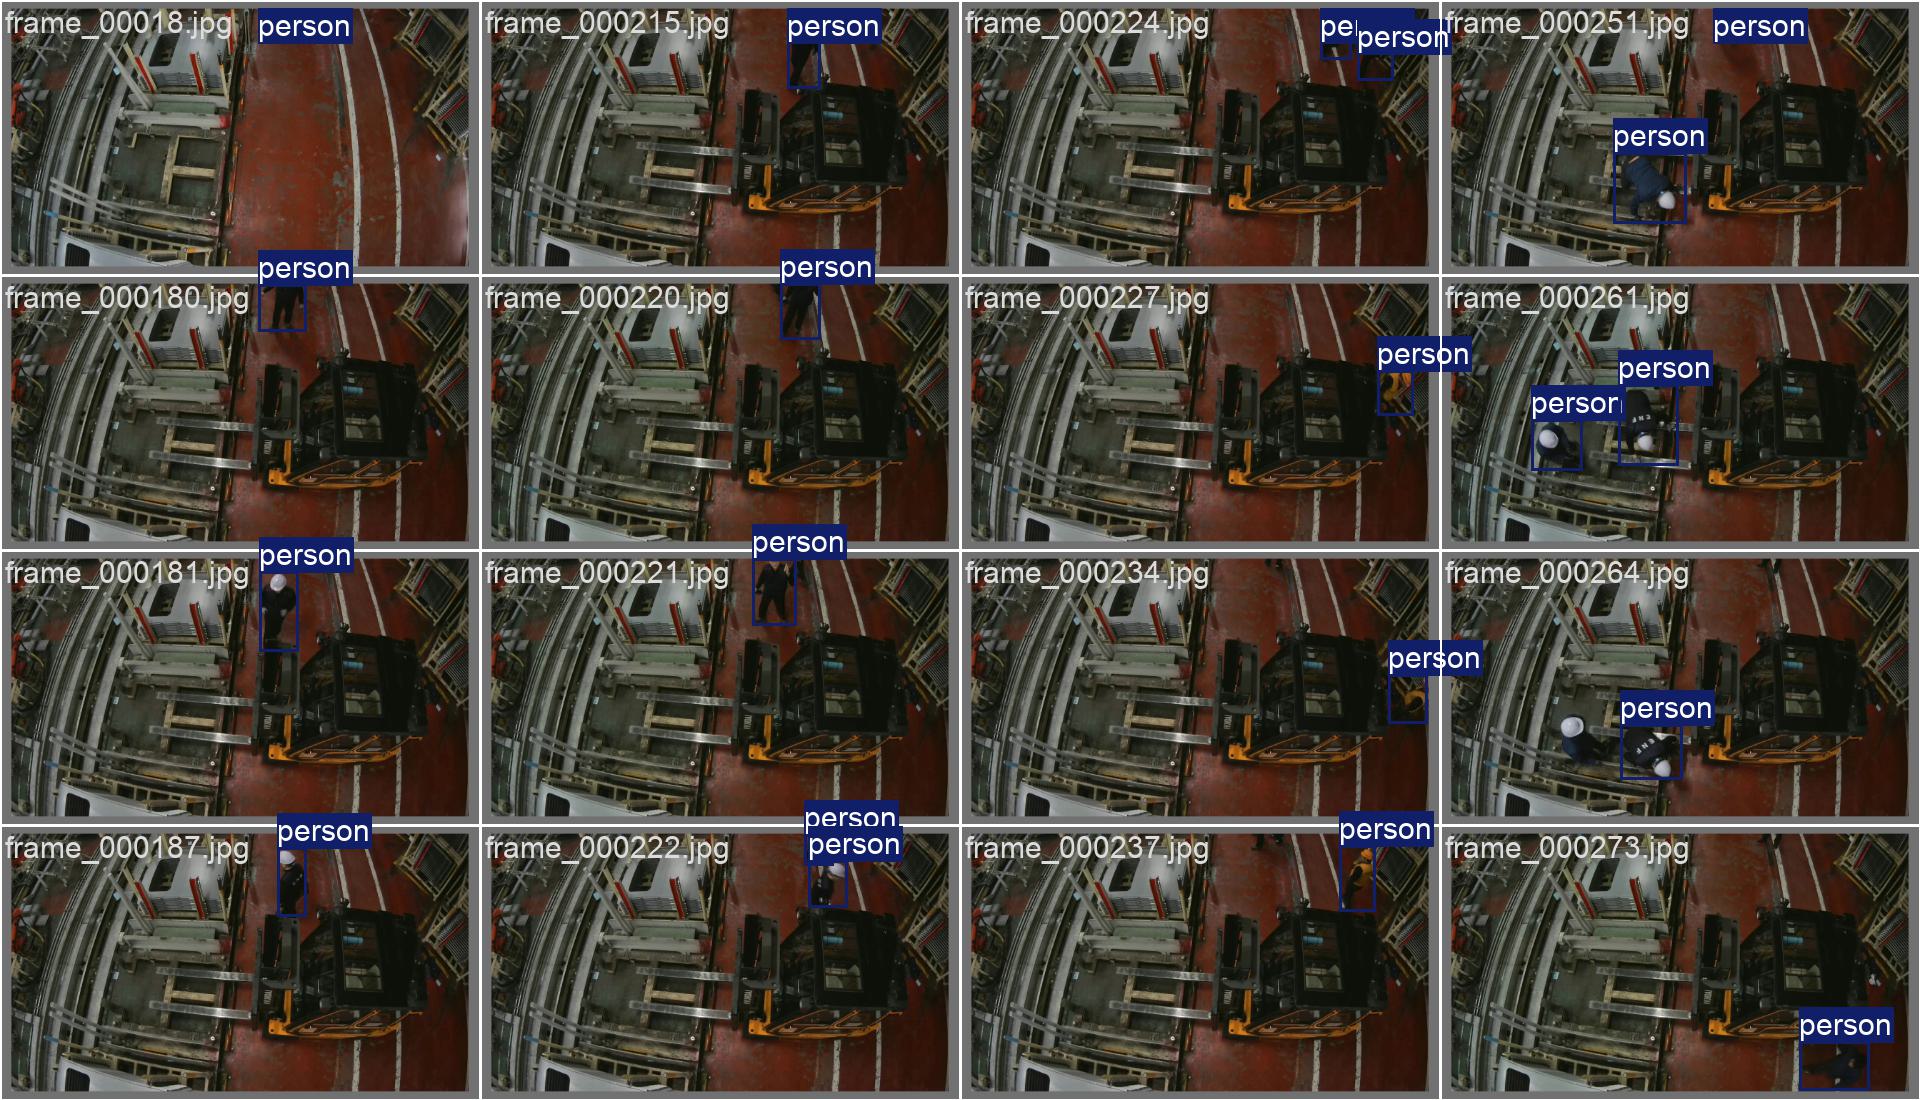 frame_00018.jpg person
frame_000215.jpg person
frame_000224.jpg person
person
frame_000251.jpg person
person
frame_000180.jpg person
frame_000220.jpg person
frame_000227.jpg
person
frame_000261.jpg
person
person
frame_000181.jpg person
frame_000221.jpg person
frame_000234.jpg
person
frame_000264.jpg
person
frame_000187.jpg person
frame_000222.jpg person
person
frame_000237.jpg person
frame_000273.jpg
person